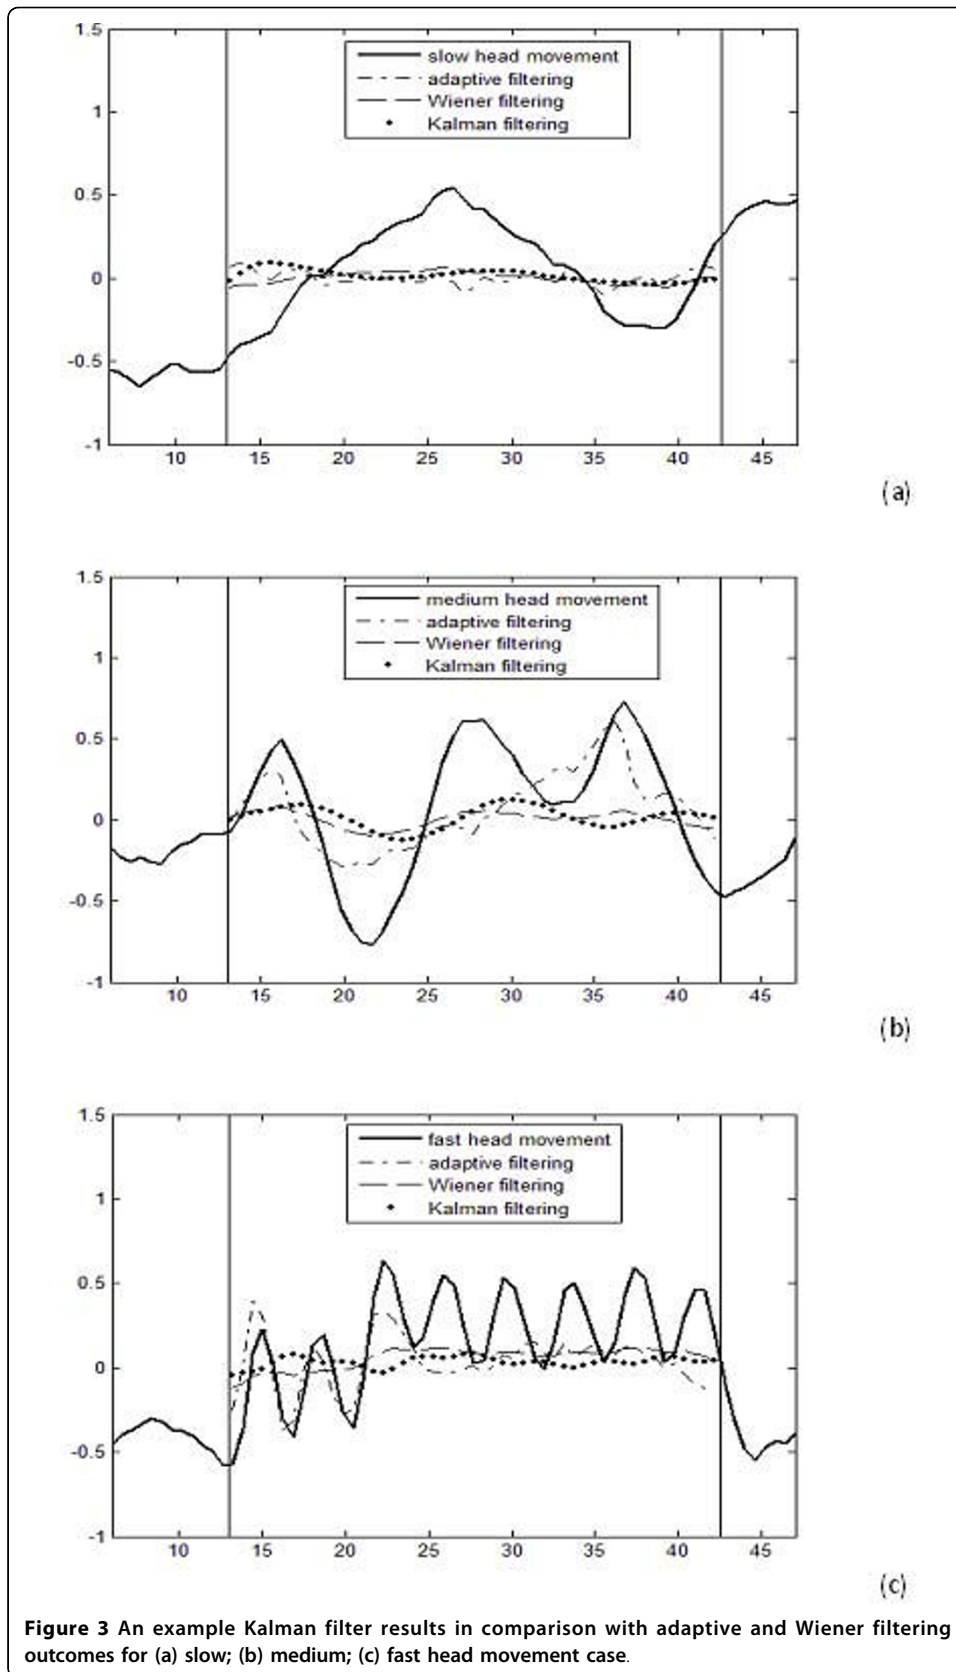 1.5
slow head movement
adaptive filtering
Wiener filtering
Kalman filtering
1
0.5
0
-0.5
-1
10 15 20 25 30 35 40 45
(a)
1.5
medium head movement
adaptive filtering
Wiener filtering
Kalman filtering
1
0.5
0
-0.5
-1
10 15 20 25 30 35 40 45
(b)
1.5
fast head movement
adaptive filtering
Wiener filtering
Kalman filtering
1
0.5
0
-0.5
-1
10 15 20 25 30 35 40 45
(c)
Figure 3 An example Kalman filter results in comparison with adaptive and Wiener filtering
outcomes for (a) slow; (b) medium; (c) fast head movement case.